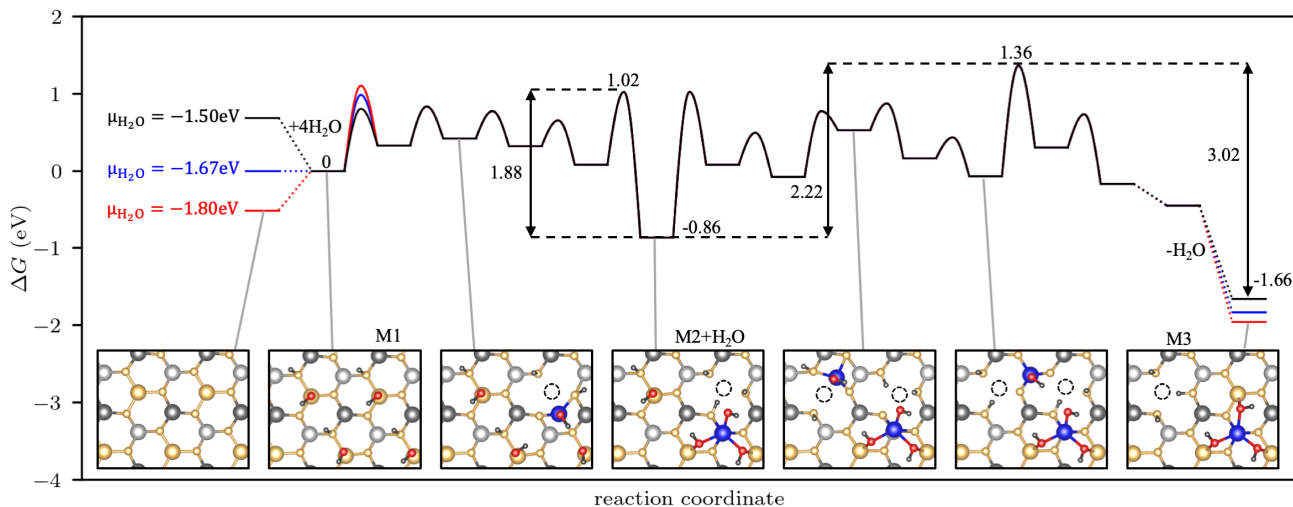 2
1
0
−1
−2
−3
−4
ΔG (eV)
μH₂O = −1.50eV
μH₂O = −1.67eV
μH₂O = −1.80eV
+4H₂O
0
1.88
1.02
-0.86
2.22
1.36
3.02
-H₂O
-1.66
M1
M2+H₂O
M3
reaction coordinate